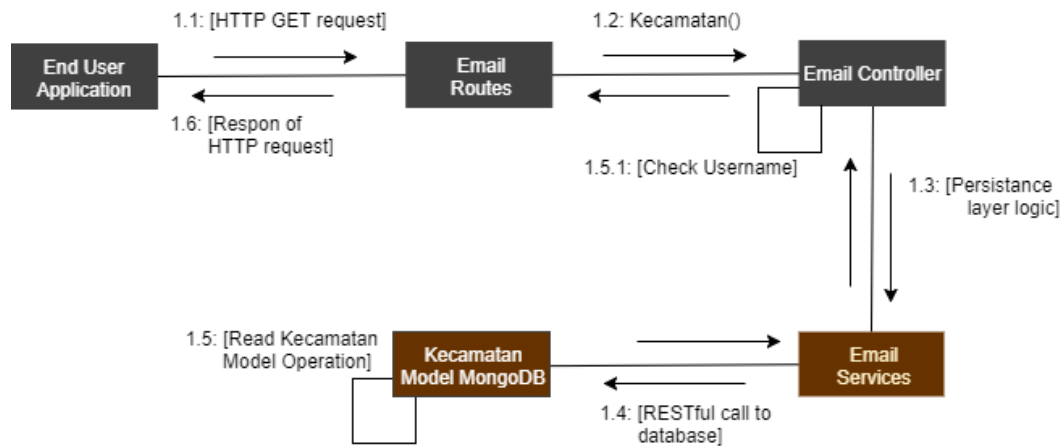 1.1: [HTTP GET request]
1.2: Kecamatan()
End User
Application
Email
Routes
Email Controller
1.6: [Respon of
HTTP request]
1.5.1: [Check Username]
1.3: [Persistance
layer logic]
1.5: [Read Kecamatan
Model Operation]
Kecamatan
Model MongoDB
Email
Services
1.4: [RESTful call to
database]